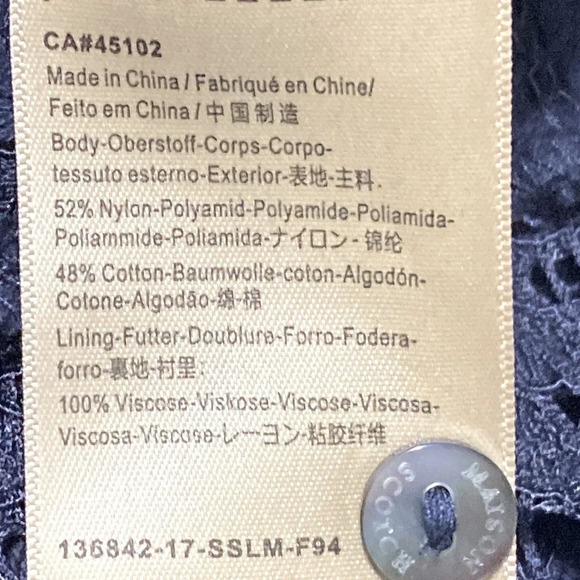 CA#45102
Made in China / Fabriqué en Chine/
Feito em China / 中国制造
Body-Oberstoff-Corps-Corpo-
tessuto esterno-Exterior-表地-主料.
52% Nylon-Polyamid-Polyamide-Poliamida-
Poliammide-Poliamida-ナイロン-锦纶
48% Cotton-Baumwolle-coton-Algodón-
Cotone-Algodão-綿-棉
Lining-Futter-Doublure-Forro-Fodera-
forro-裏地-衬里:
100% Viscose-Viskose-Viscose-Viscosa-
Viscosa-Viscose-レーヨン-粘胶纤维
136842-17-SSLM-F94
MAISON
SCOTCH